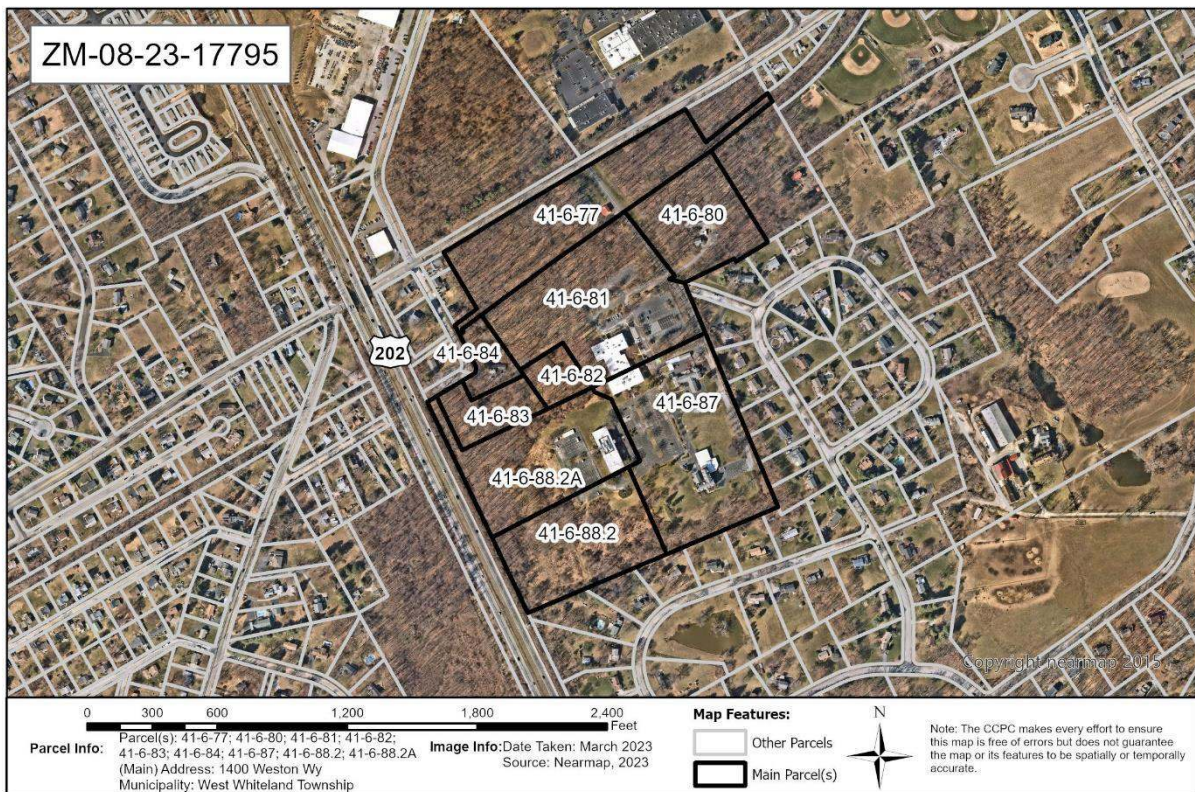 ZM-08-23-17795
41-6-77
41-6-80
41-6-81
41-6-84
202
41-6-82
41-6-83
41-6-87
41-6-88.2A
41-6-88.2
Copyright nearmap 2015
0 300 600 1,200 1,800 2,400
Feet
Parcel Info: Parcel(s): 41-6-77; 41-6-80; 41-6-81; 41-6-82;
41-6-83; 41-6-84; 41-6-87; 41-6-88.2; 41-6-88.2A
(Main) Address: 1400 Weston Wy
Municipality: West Whiteland Township
Image Info: Date Taken: March 2023
Source: Nearmap, 2023
Map Features:
Other Parcels
Main Parcel(s)
N
Note: The CCPC makes every effort to ensure
this map is free of errors but does not guarantee
the map or its features to be spatially or temporally
accurate.